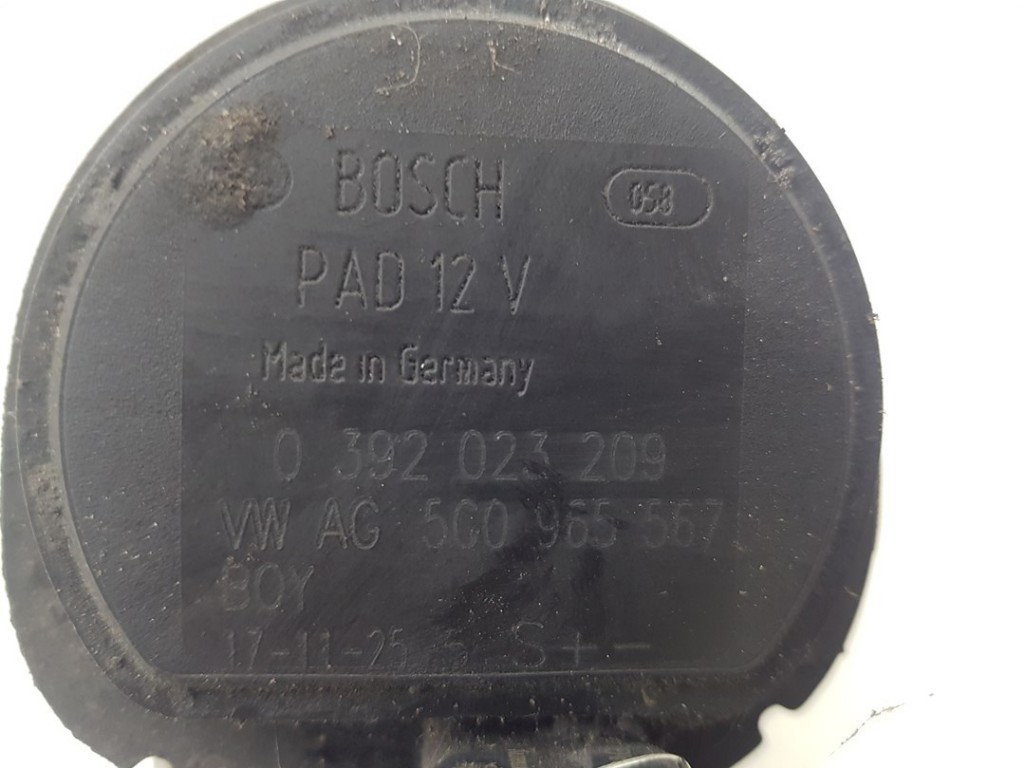 BOSCH 058
PAD 12 V
Made in Germany
0 392 023 209
VW AG 5C0 965 567
BOY
17-11-25 5 S + -